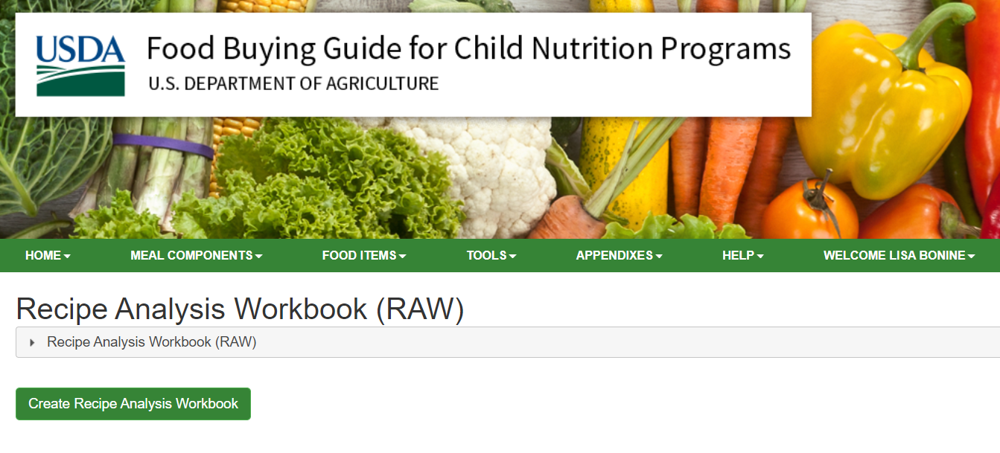 USDA
Food Buying Guide for Child Nutrition Programs
U.S. DEPARTMENT OF AGRICULTURE
HOME MEAL COMPONENTS FOOD ITEMS TOOLS APPENDIXES HELP WELCOME LISA BONINE
Recipe Analysis Workbook (RAW)
Recipe Analysis Workbook (RAW)
Create Recipe Analysis Workbook